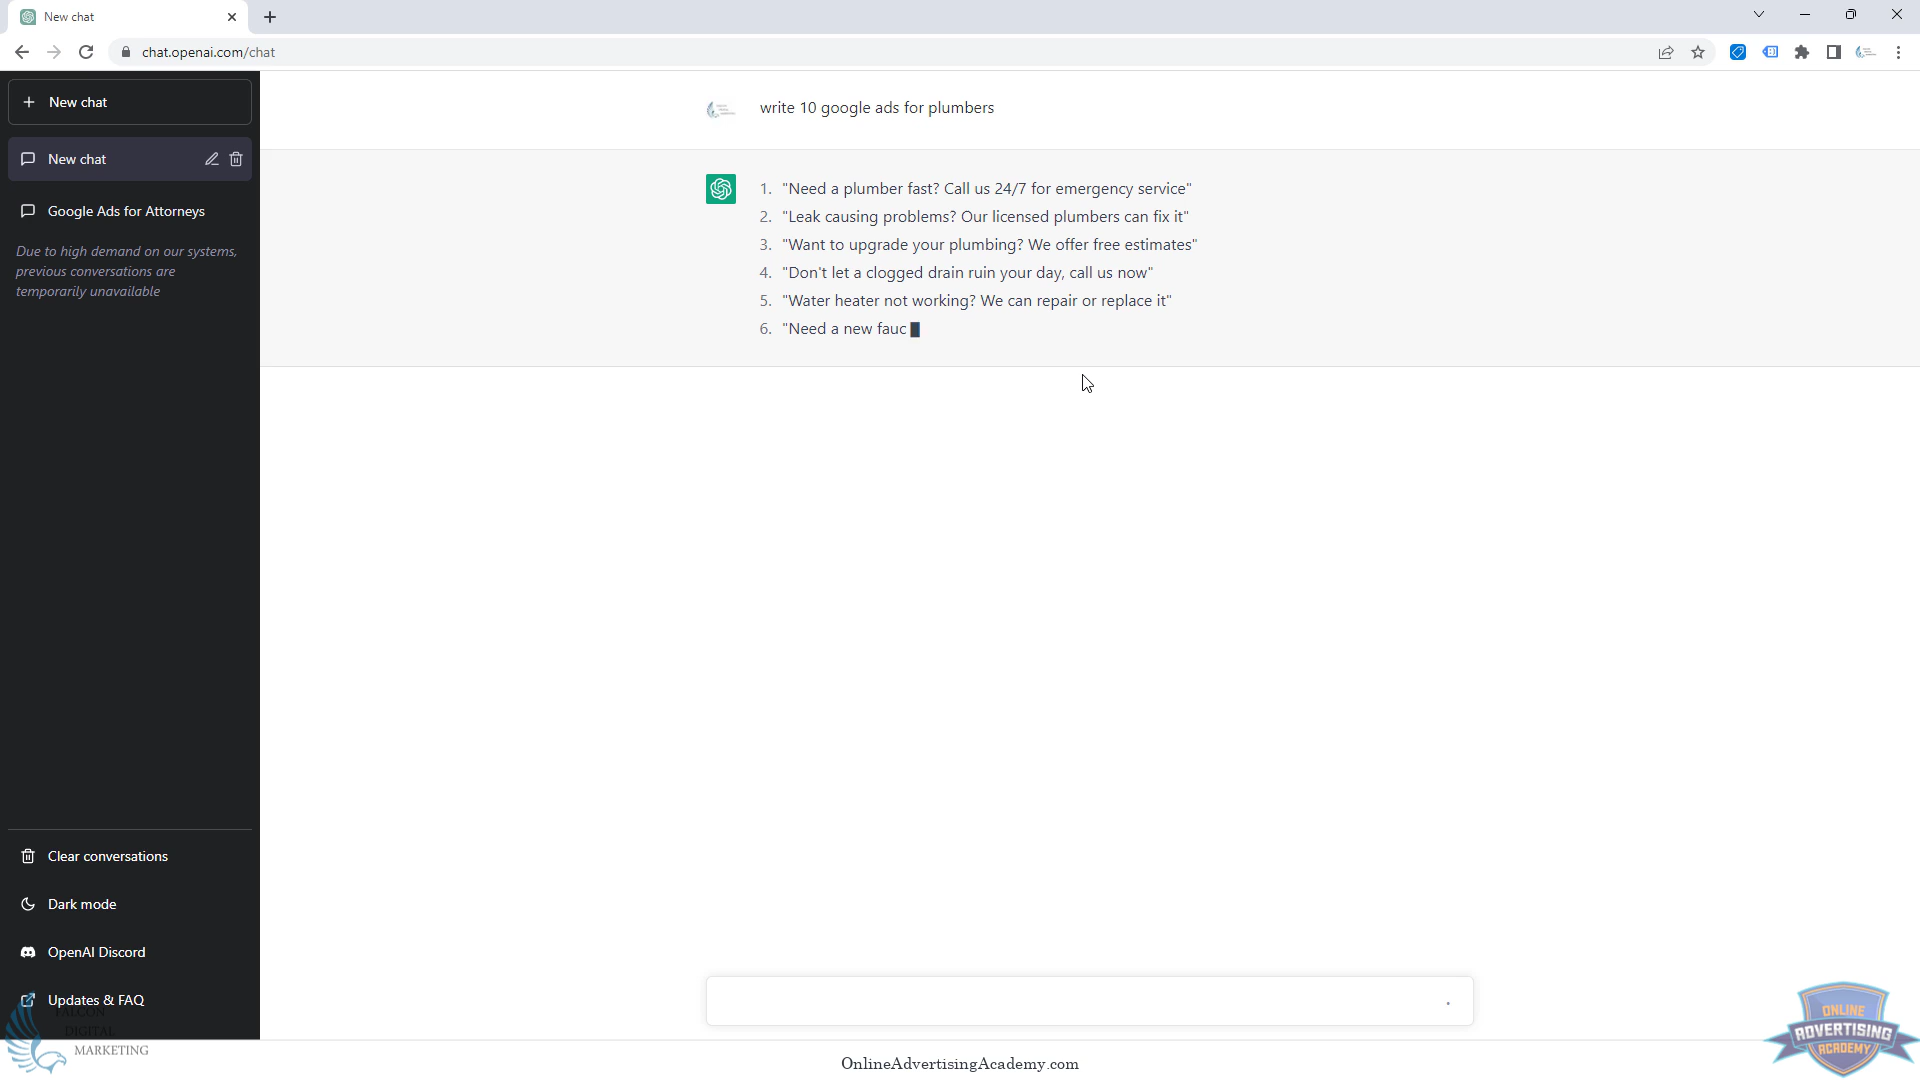 New chat
chat.openai.com/chat
New chat
New chat
Google Ads for Attorneys
Due to high demand on our systems,
previous conversations are
temporarily unavailable
write 10 google ads for plumbers
1. "Need a plumber fast? Call us 24/7 for emergency service"
2. "Leak causing problems? Our licensed plumbers can fix it"
3. "Want to upgrade your plumbing? We offer free estimates"
4. "Don't let a clogged drain ruin your day, call us now"
5. "Water heater not working? We can repair or replace it"
6. "Need a new fauc
Clear conversations
Dark mode
OpenAI Discord
Updates & FAQ
FALCON
DIGITAL
MARKETING
OnlineAdvertisingAcademy.com
ONLINE
ADVERTISING
ACADEMY